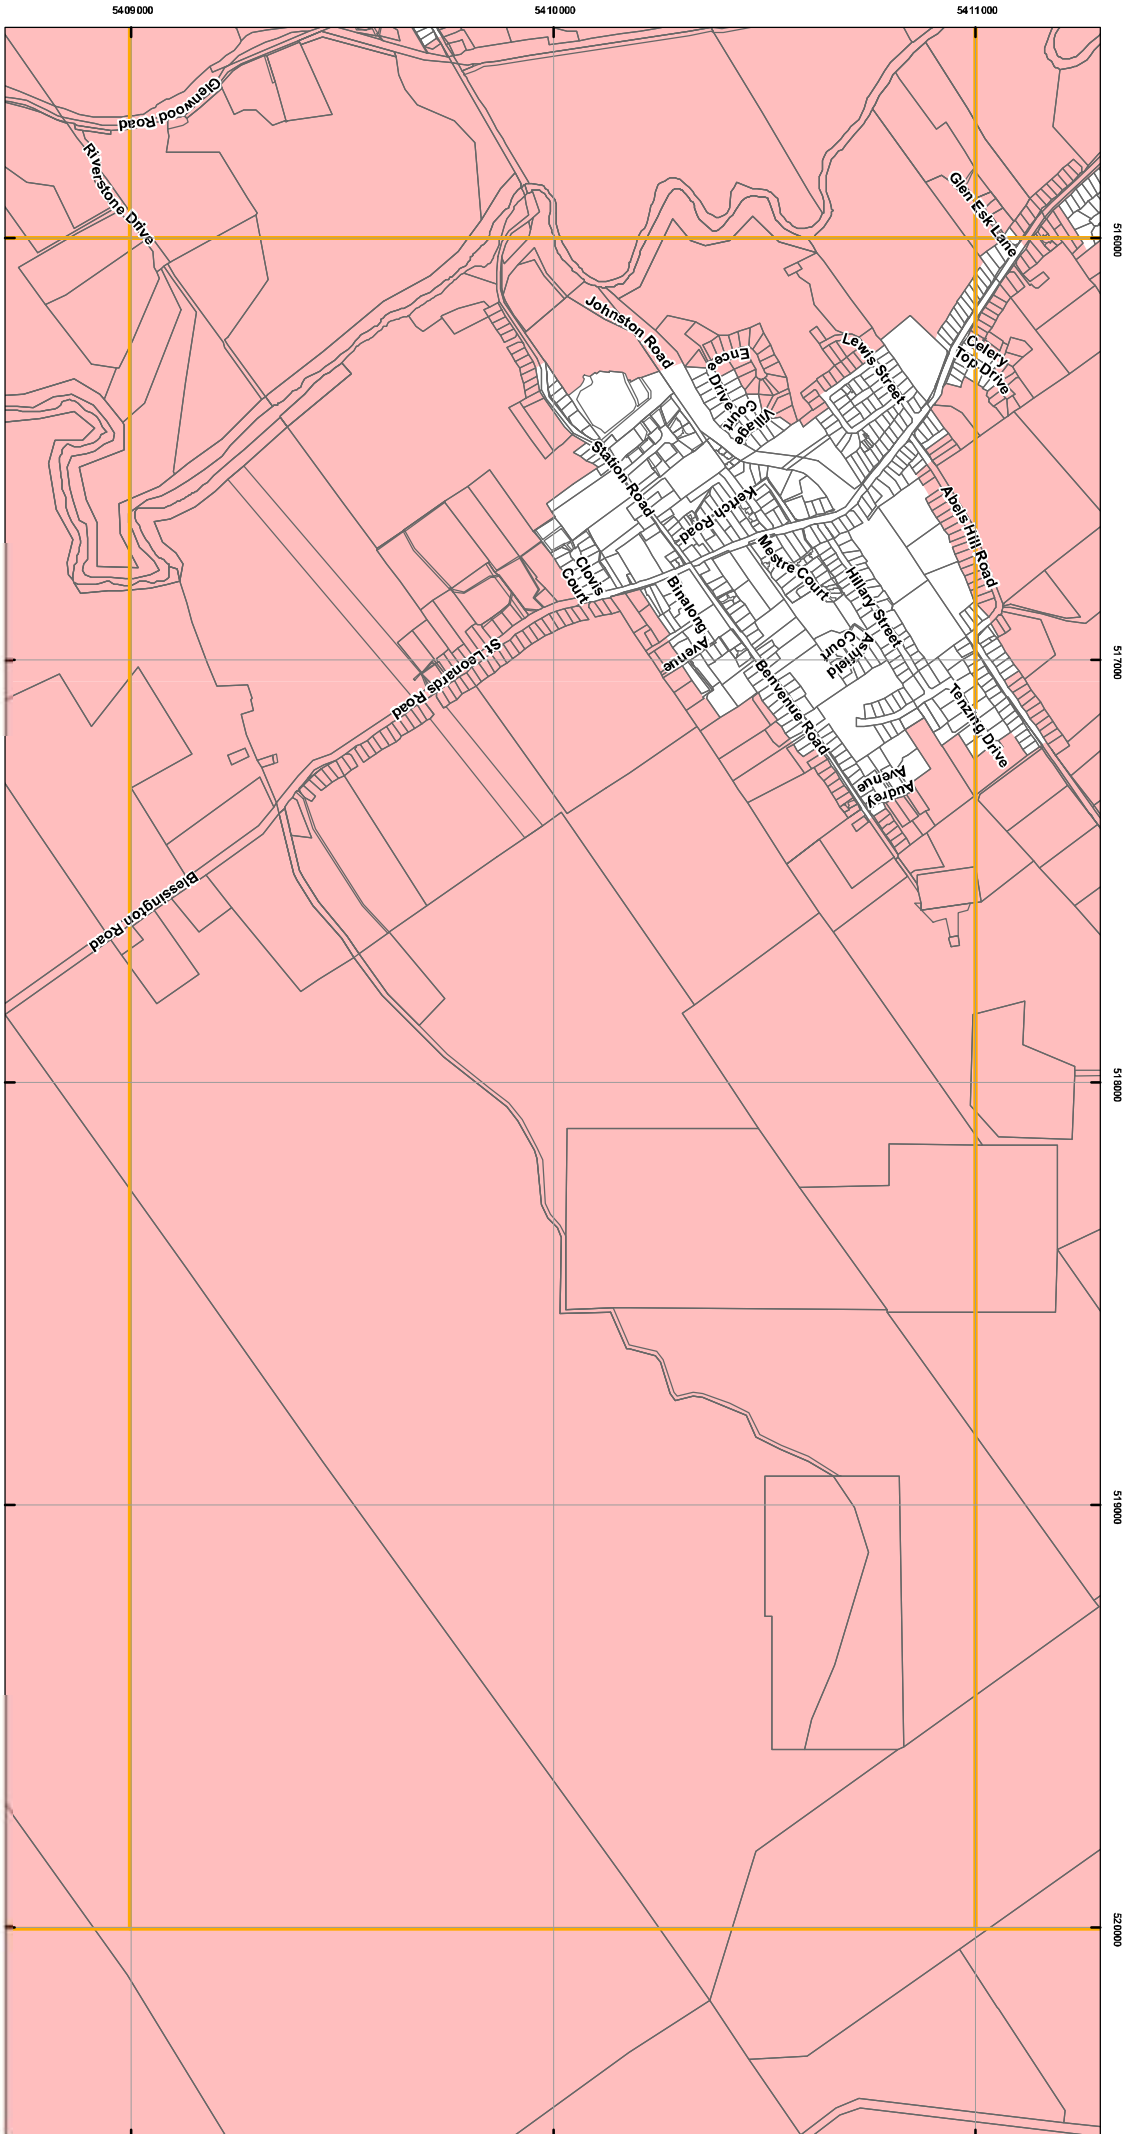 5409000
5410000
5411000
Glenwood Road
Riverstone Drive
Glen Esk Lane
516000
Johnston Road
Encee Drive
Village
Court
Lewis Street
Celery
Top Drive
Station Road
Kertch Road
Abels Hill Road
Clovis
Court
Mestre Court
Hillary Street
Binalong
Avenue
Ashfield
Court
St Leonards Road
517000
Benvenue Road
Tenzing Drive
Audrey
Avenue
Blessington Road
518000
519000
520000